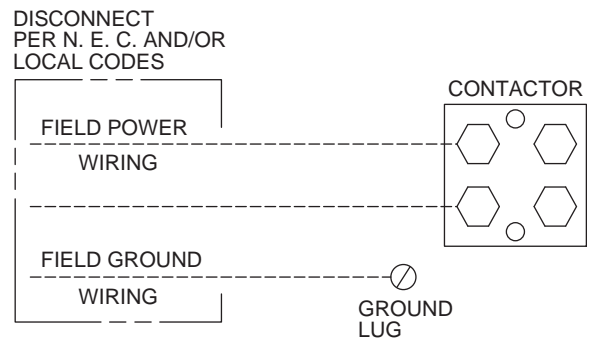 DISCONNECT
PER N. E. C. AND/OR
LOCAL CODES
CONTACTOR
FIELD POWER
WIRING
FIELD GROUND
WIRING
GROUND
LUG